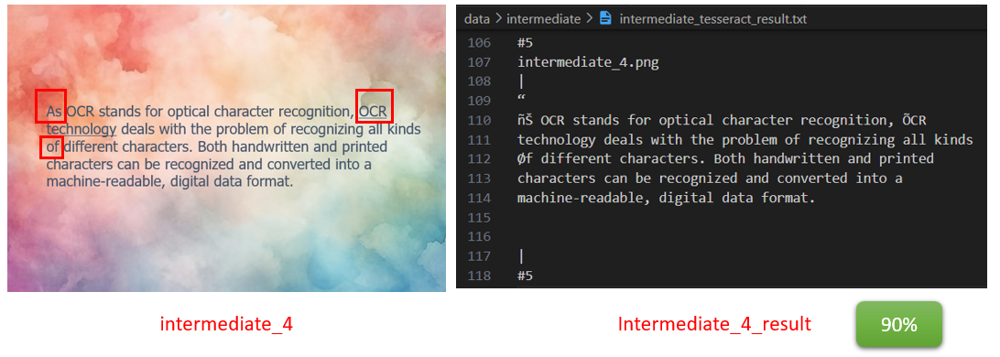 As OCR stands for optical character recognition, OCR
technology deals with the problem of recognizing all kinds
of different characters. Both handwritten and printed
characters can be recognized and converted into a
machine-readable, digital data format.
intermediate_4
data > intermediate > intermediate_tesseract_result.txt
106 #5
107 intermediate_4.png
108 |
109 “
110 ñŠ OCR stands for optical character recognition, ÕCR
111 technology deals with the problem of recognizing all kinds
112 Øf different characters. Both handwritten and printed
113 characters can be recognized and converted into a
114 machine-readable, digital data format.
115
116
117 |
118 #5
Intermediate_4_result
90%